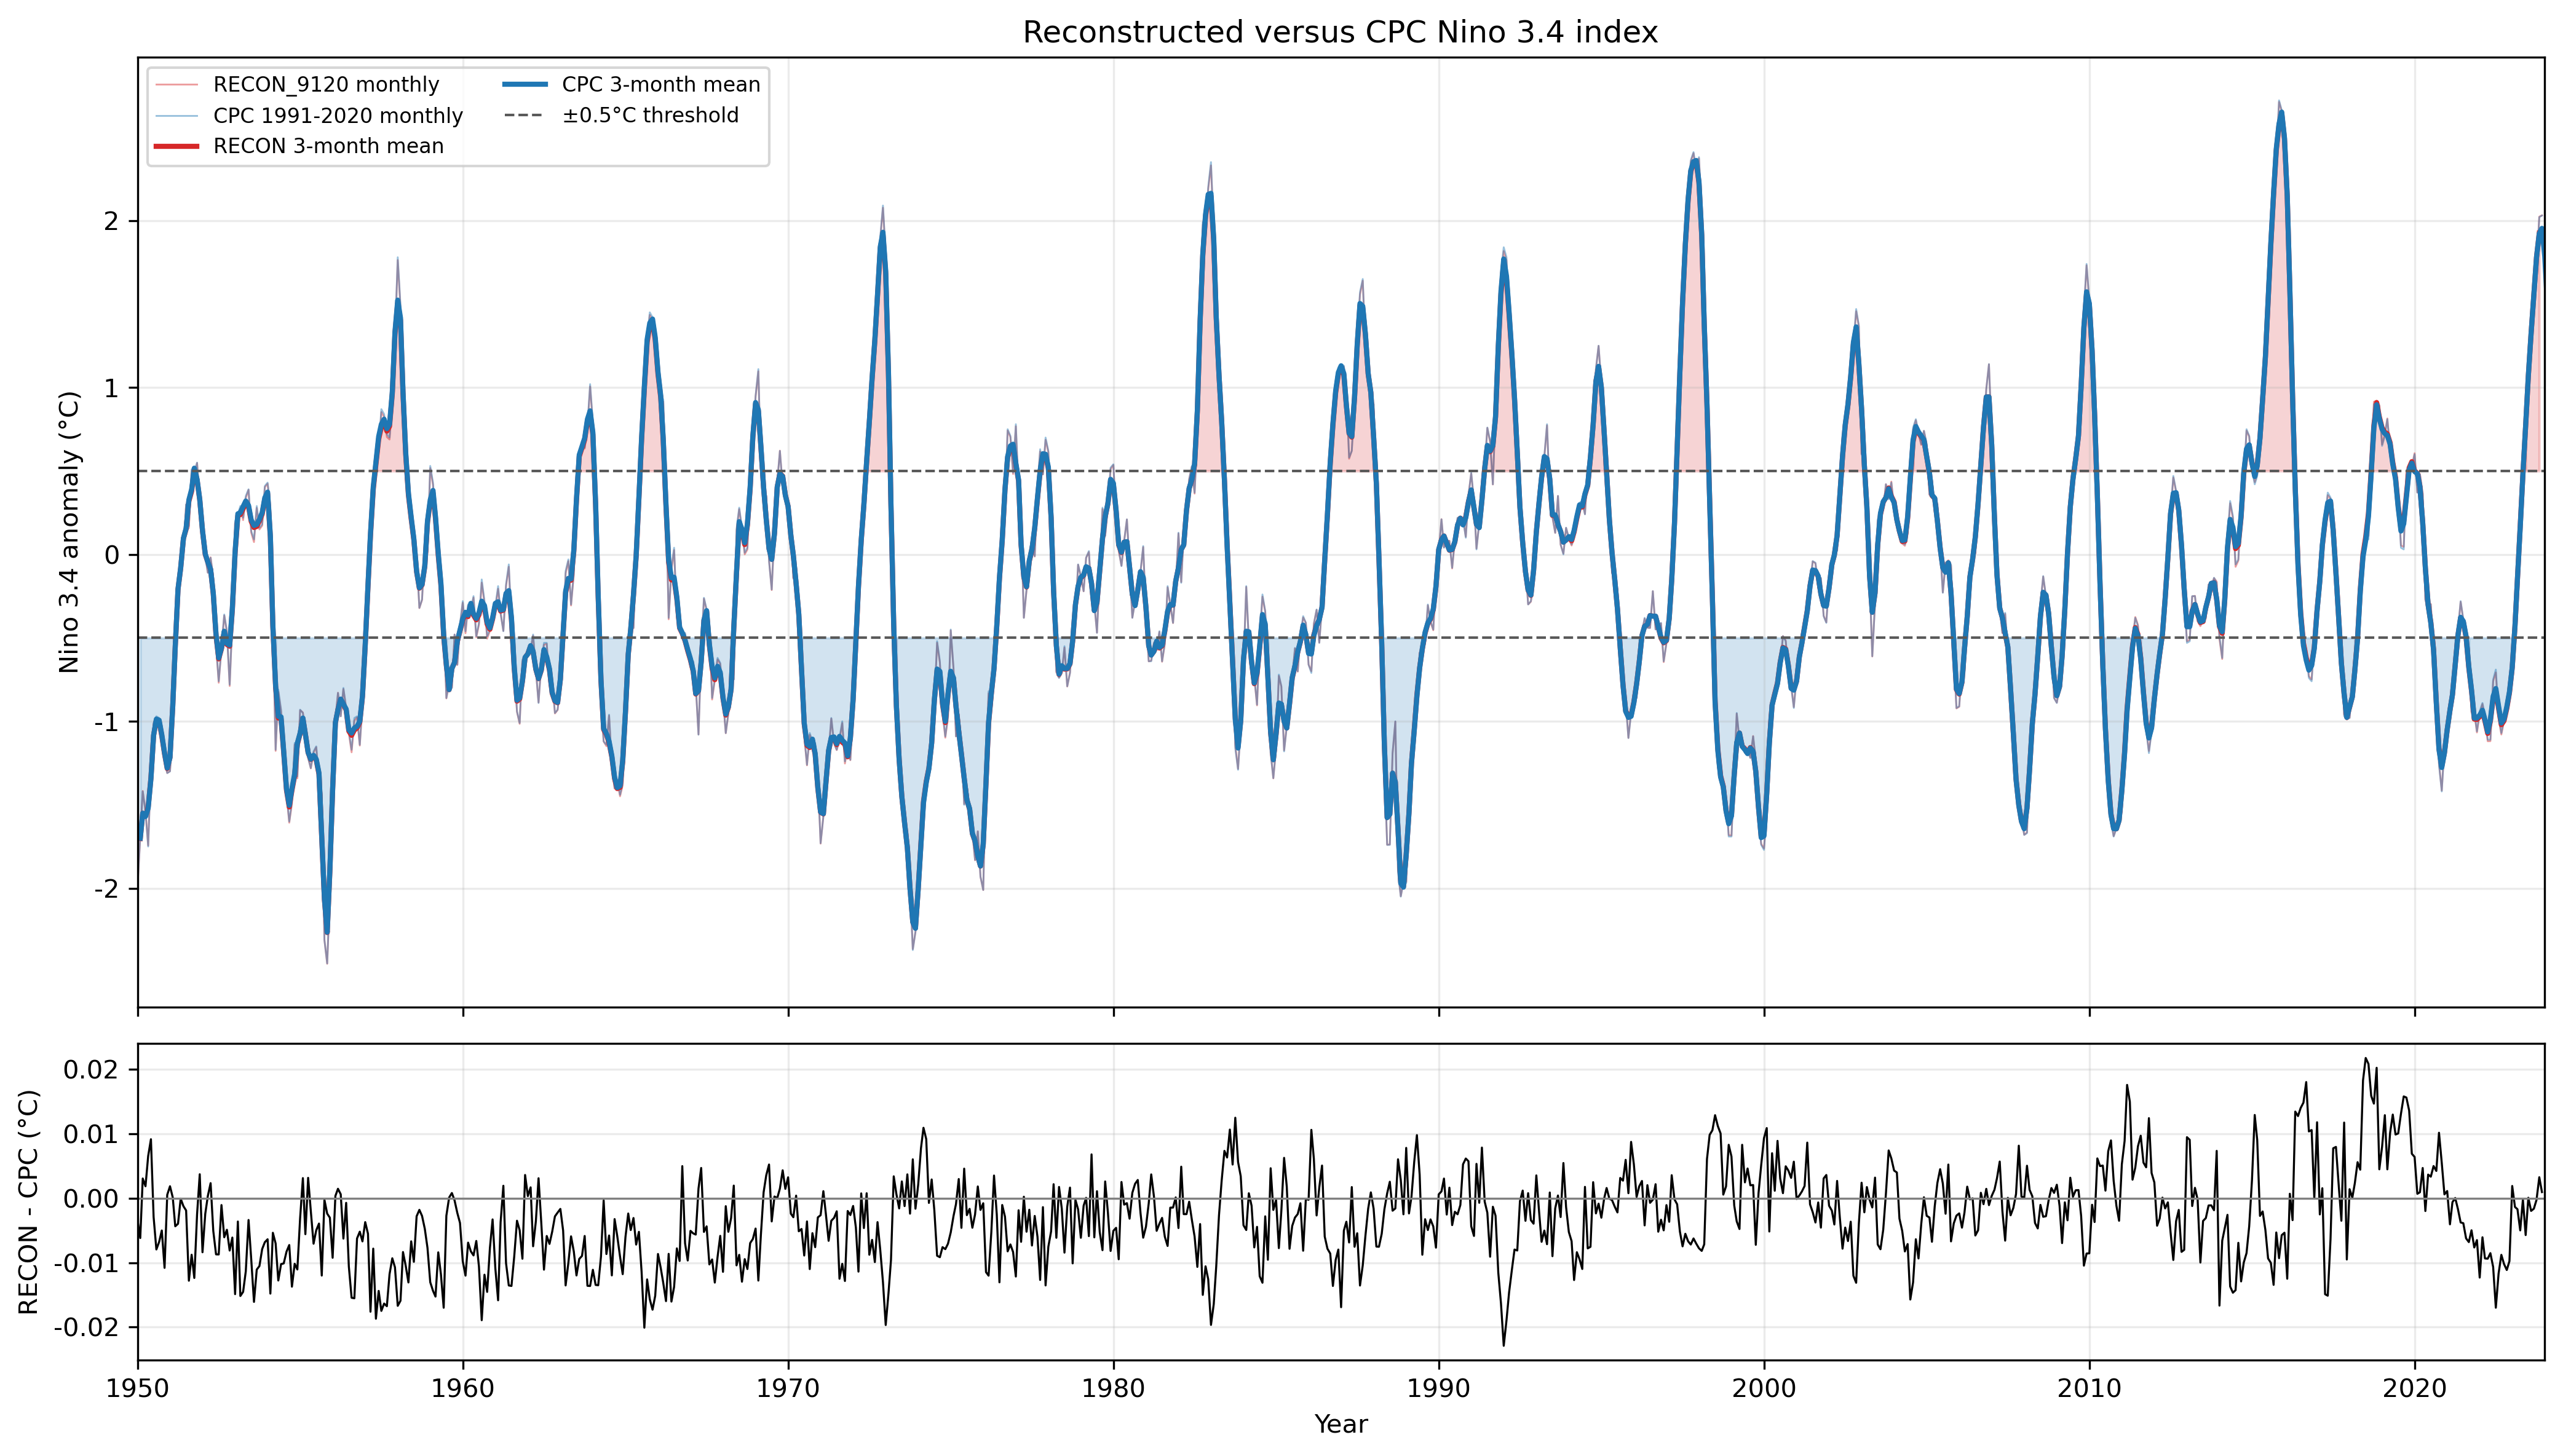 Reconstructed versus CPC Nino 3.4 index
RECON_9120 monthly
CPC 1991-2020 monthly
RECON 3-month mean
CPC 3-month mean
±0.5°C threshold
Nino 3.4 anomaly (°C)
2
1
0
-1
-2
RECON - CPC (°C)
0.02
0.01
0.00
-0.01
-0.02
1950 1960 1970 1980 1990 2000 2010 2020
Year